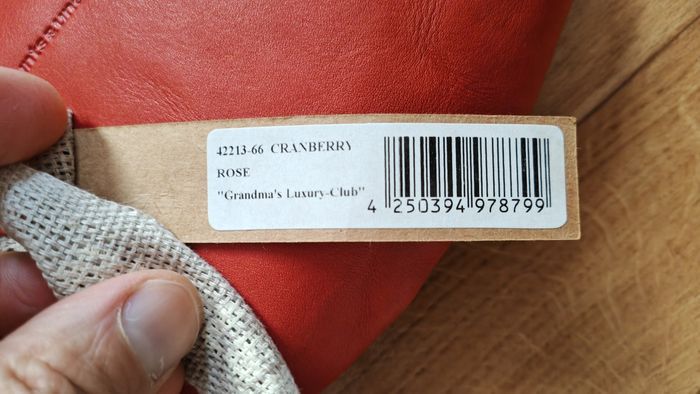 42213-66 CRANBERRY
ROSE
"Grandma's Luxury-Club"
4 250394 978799